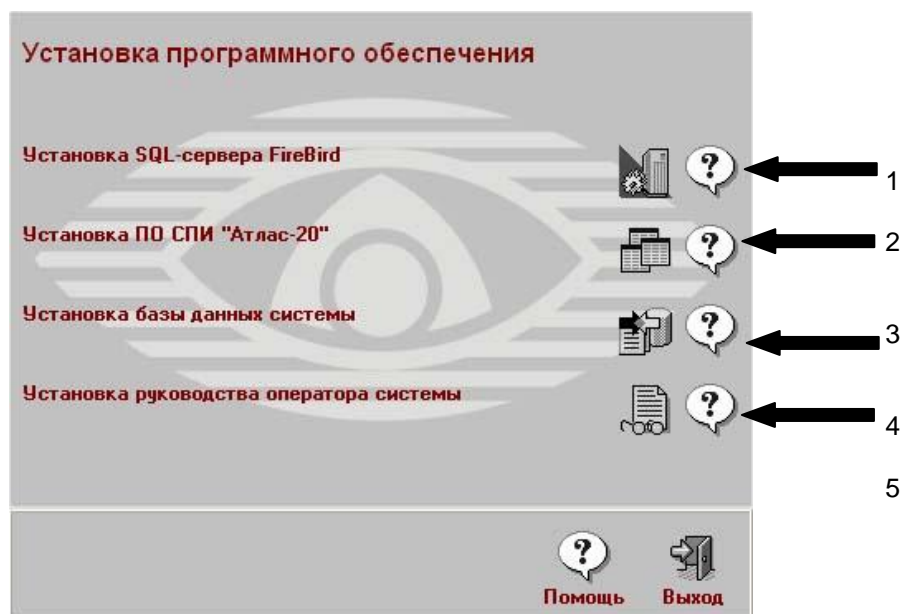 Установка программного обеспечения
Установка SQL-сервера FireBird
1
Установка ПО СПИ "Атлас-20"
2
Установка базы данных системы
3
Установка руководства оператора системы
4
5
Помощь
Выход